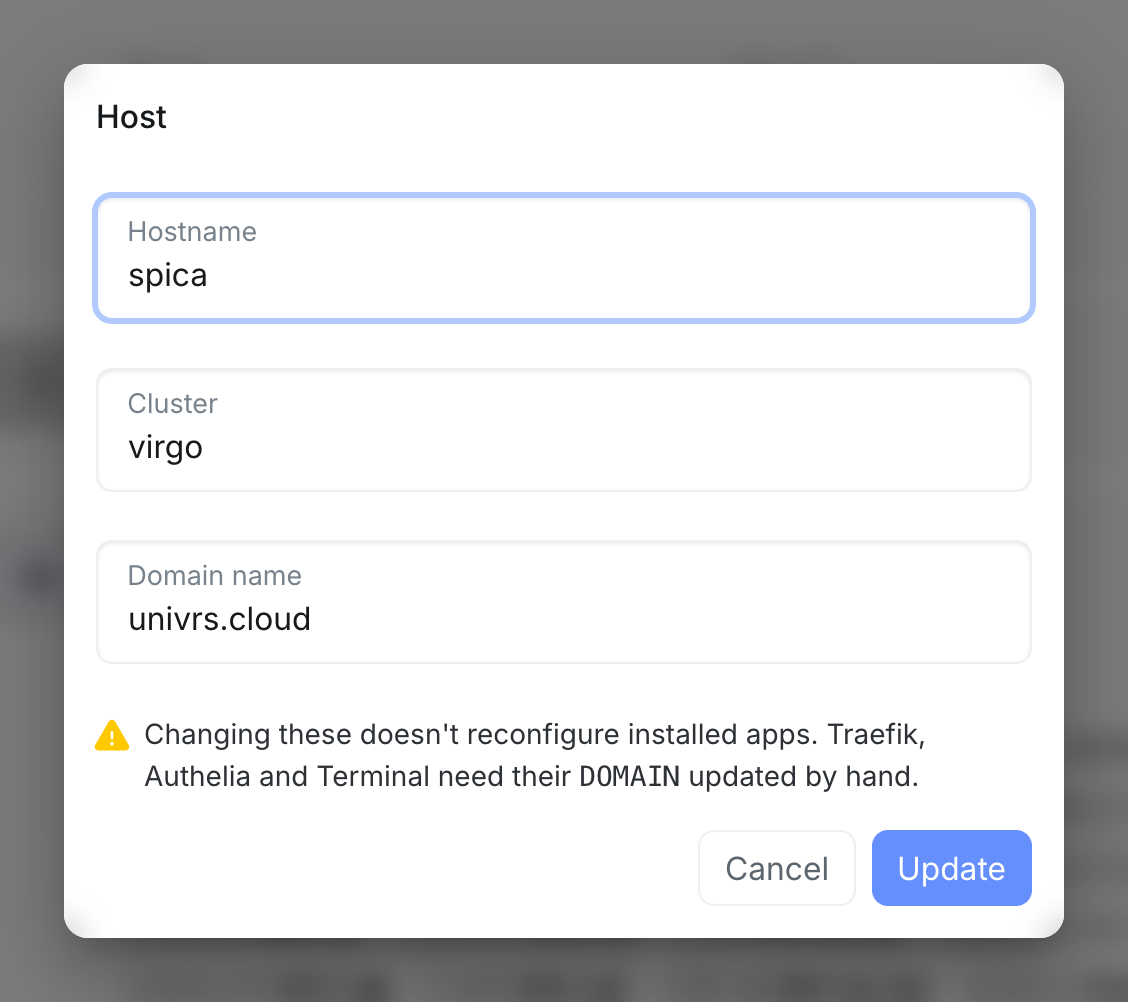 Host
Hostname
spica
Cluster
virgo
Domain name
univrs.cloud
Changing these doesn't reconfigure installed apps. Traefik,
Authelia and Terminal need their DOMAIN updated by hand.
Cancel Update